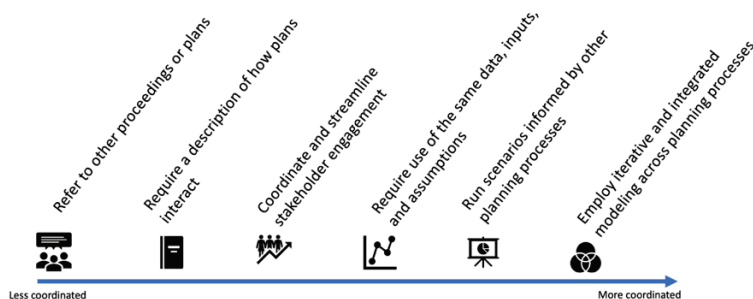 Refer to other proceedings or plans
Require a description of how plans
interact
Coordinate and streamline
stakeholder engagement
Require use of the same data, inputs,
and assumptions
Run scenarios informed by other
planning processes
Employ iterative and integrated
modeling across planning processes
Less coordinated
More coordinated